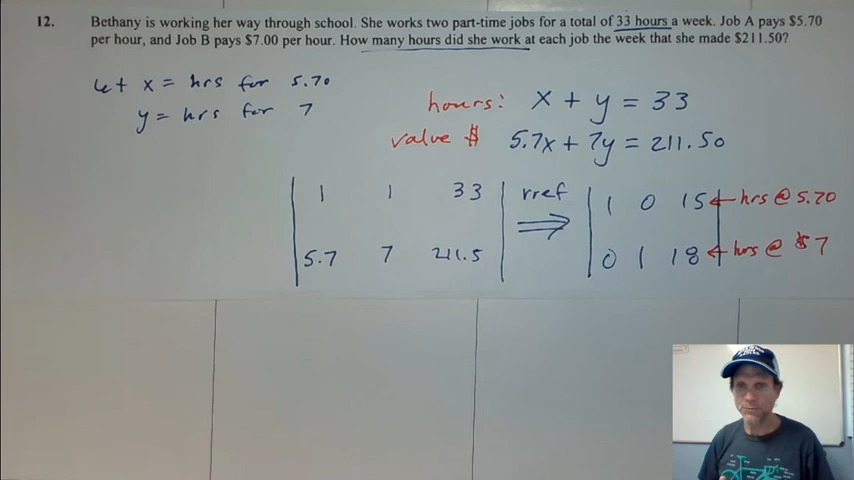 12. Bethany is working her way through school. She works two part-time jobs for a total of 33 hours a week. Job A pays $5.70
per hour, and Job B pays $7.00 per hour. How many hours did she work at each job the week that she made $211.50?
let x = hrs for 5.70
y = hrs for 7
hours: x + y = 33
value $ 5.7x + 7y = 211.50
1 1 33 rref 1 0 15 ← hrs @ 5.70
⇒
5.7 7 211.5 0 1 18 ← hrs @ $7